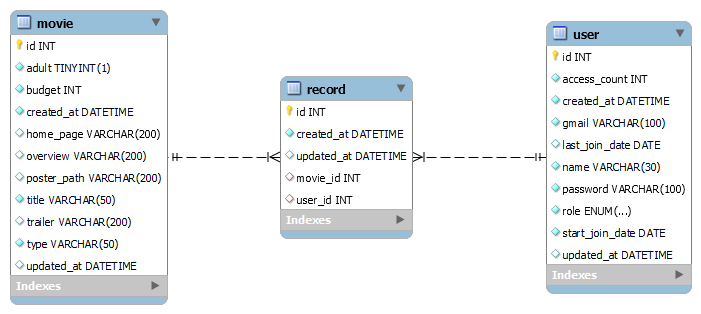 movie
id INT
adult TINYINT(1)
budget INT
created_at DATETIME
home_page VARCHAR(200)
overview VARCHAR(200)
poster_path VARCHAR(200)
title VARCHAR(50)
trailer VARCHAR(200)
type VARCHAR(50)
updated_at DATETIME
Indexes
record
id INT
created_at DATETIME
updated_at DATETIME
movie_id INT
user_id INT
Indexes
user
id INT
access_count INT
created_at DATETIME
gmail VARCHAR(100)
last_join_date DATE
name VARCHAR(30)
password VARCHAR(100)
role ENUM(...)
start_join_date DATE
updated_at DATETIME
Indexes